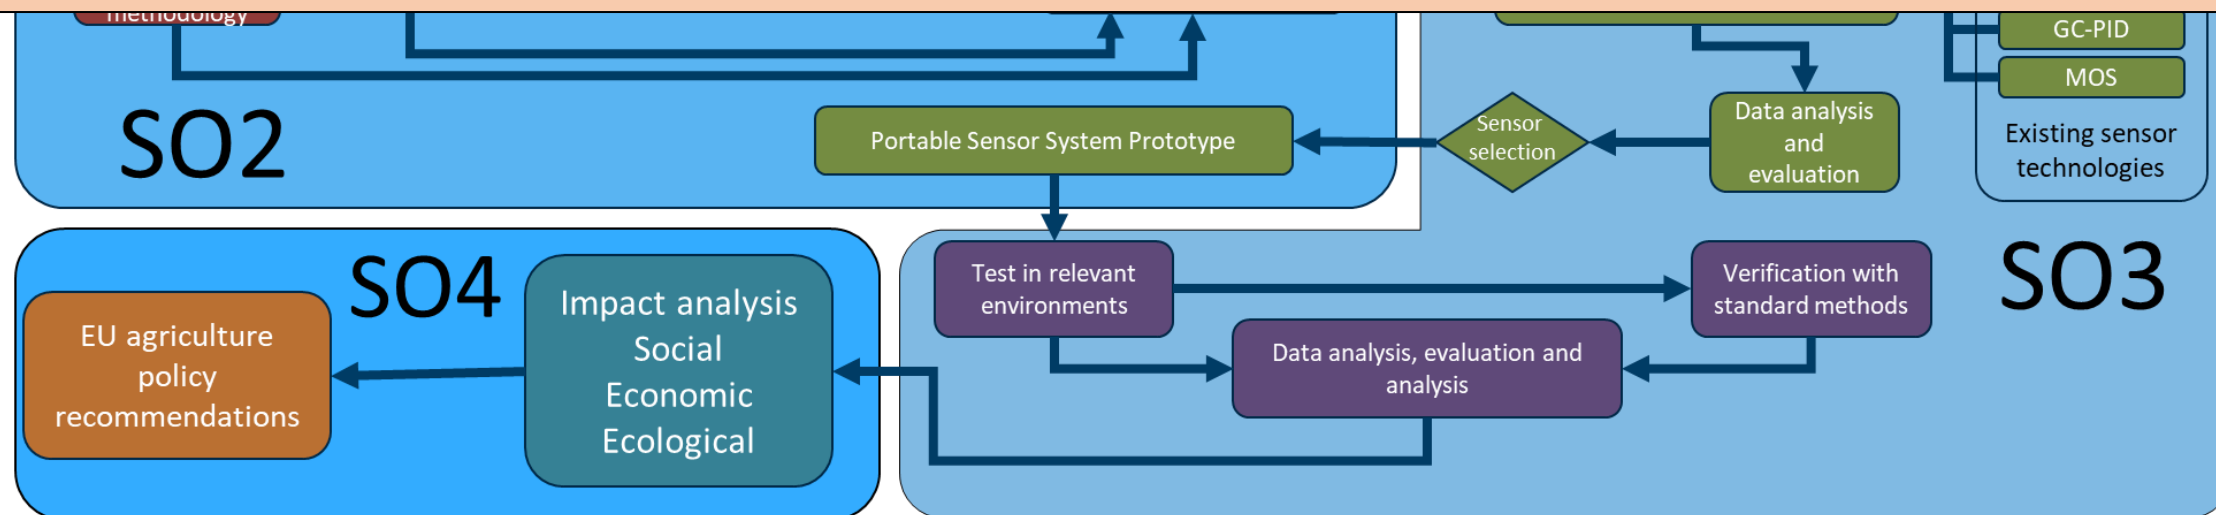 methodology
GC-PID
MOS
SO2
Portable Sensor System Prototype
Sensor
selection
Data analysis
and
evaluation
Existing sensor
technologies
SO4
EU agriculture
policy
recommendations
Impact analysis
Social
Economic
Ecological
Test in relevant
environments
Verification with
standard methods
SO3
Data analysis, evaluation and
analysis